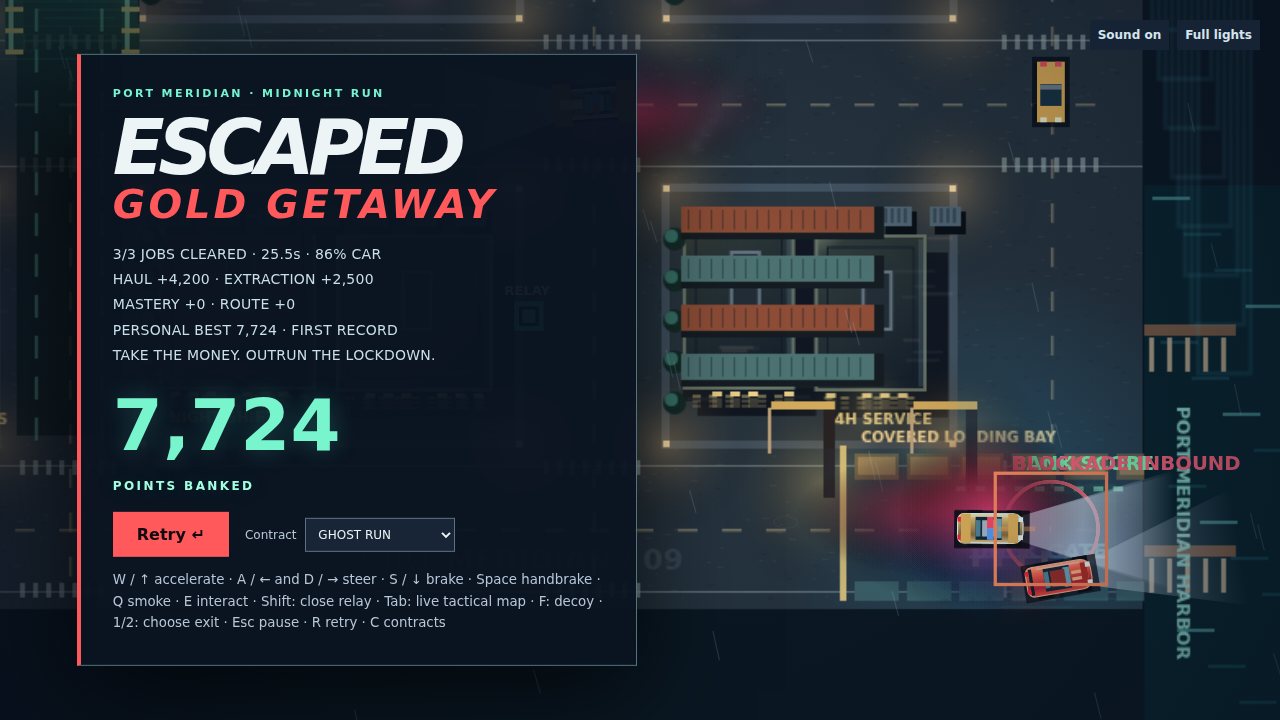 Sound on
Full lights
PORT MERIDIAN · MIDNIGHT RUN
ESCAPED
GOLD GETAWAY
3/3 JOBS CLEARED · 25.5s · 86% CAR
HAUL +4,200 · EXTRACTION +2,500
MASTERY +0 · ROUTE +0
PERSONAL BEST 7,724 · FIRST RECORD
TAKE THE MONEY. OUTRUN THE LOCKDOWN.
7,724
POINTS BANKED
Retry ↵
Contract
GHOST RUN
W / ↑ accelerate · A / ← and D / → steer · S / ↓ brake · Space handbrake ·
Q smoke · E interact · Shift: close relay · Tab: live tactical map · F: decoy ·
1/2: choose exit · Esc pause · R retry · C contracts
RELAY
4H SERVICE
COVERED LO DING BAY
INBOUND
09
PORT MERIDIAN HARBOR